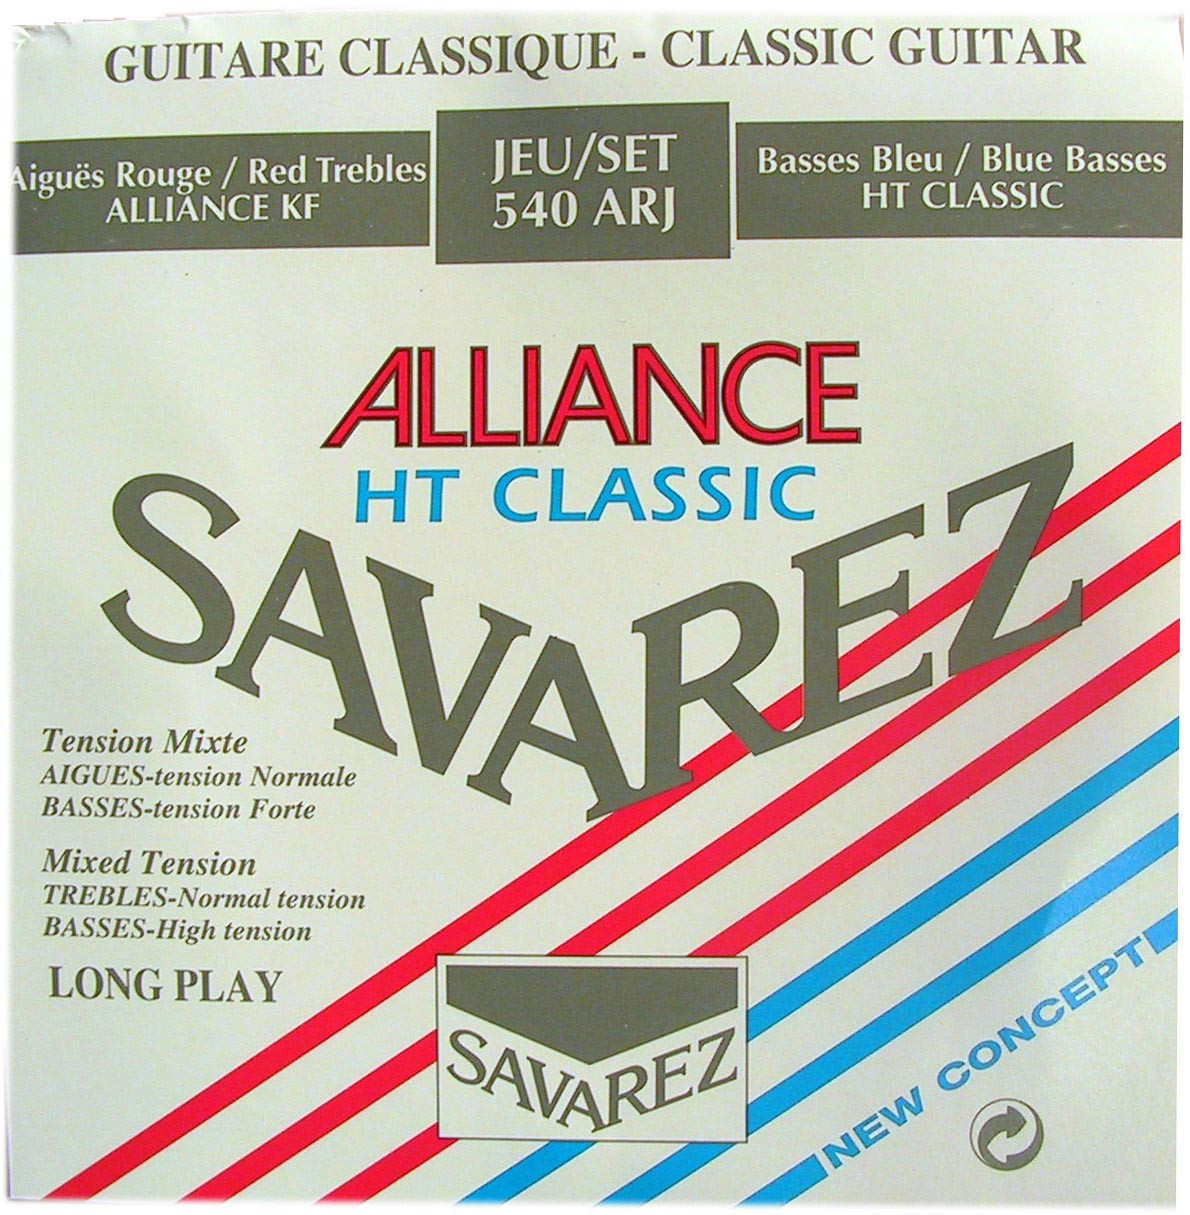 GUITARE CLASSIQUE - CLASSIC GUITAR
Aiguës Rouge / Red Trebles
ALLIANCE KF
JEU/SET
540 ARJ
Basses Bleu / Blue Basses
HT CLASSIC
ALLIANCE
HT CLASSIC
SAVAREZ
Tension Mixte
AIGUES-tension Normale
BASSES-tension Forte
Mixed Tension
TREBLES-Normal tension
BASSES-High tension
LONG PLAY
SAVAREZ
NEW CONCEPT